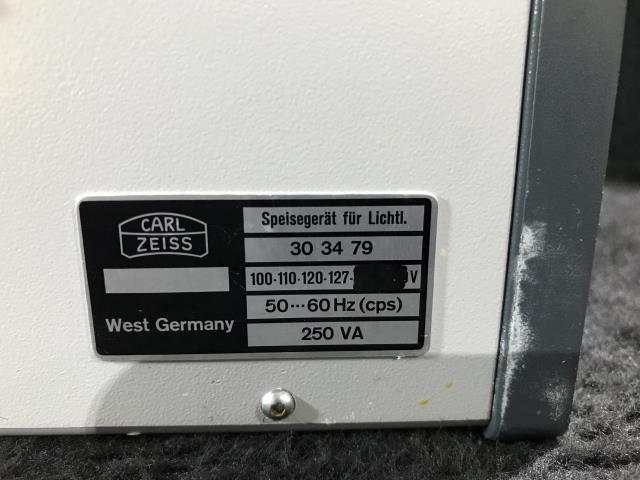 CARL
ZEISS
West Germany
Speisegerät für Lichtl.
30 34 79
100-110-120-127- V
50···60 Hz (cps)
250 VA